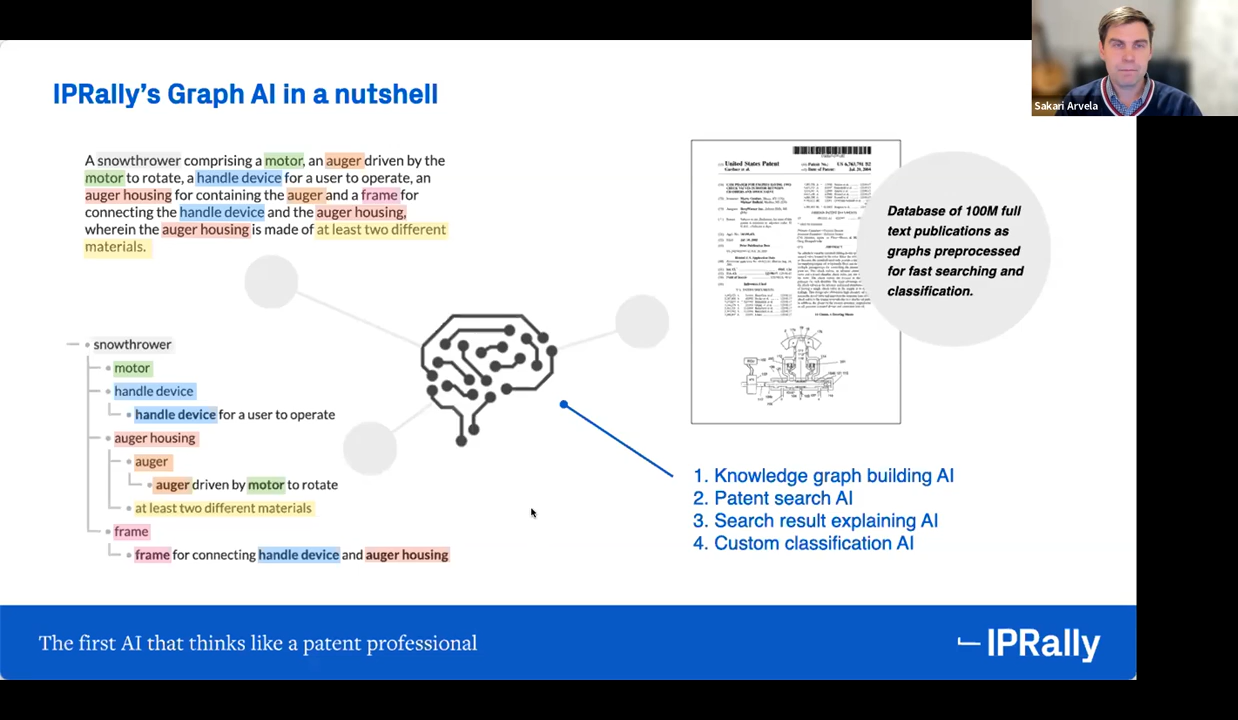 IPRally's Graph AI in a nutshell
Sakari Arvela
A snowthrower comprising a motor, an auger driven by the
motor to rotate, a handle device for a user to operate, an
auger housing for containing the auger and a frame for
connecting the handle device and the auger housing,
wherein the auger housing is made of at least two different
materials.
snowthrower
motor
handle device
handle device for a user to operate
auger housing
auger
auger driven by motor to rotate
at least two different materials
frame
frame for connecting handle device and auger housing
United States Patent
Database of 100M full
text publications as
graphs preprocessed
for fast searching and
classification.
1. Knowledge graph building AI
2. Patent search AI
3. Search result explaining AI
4. Custom classification AI
The first AI that thinks like a patent professional
IPRally